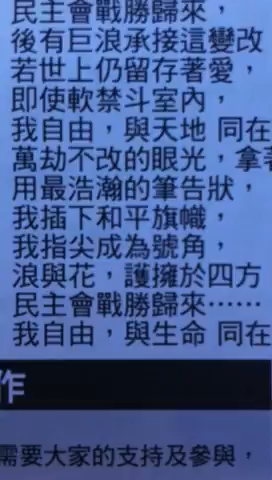 民主會戰勝歸來，
後有巨浪承接這變改
若世上仍留存著愛，
即使軟禁斗室內，
我自由，與天地 同在
萬劫不改的眼光，拿著
用最浩瀚的筆告狀，
我插下和平旗幟，
我指尖成為號角，
浪與花，護擁於四方
民主會戰勝歸來……
我自由，與生命 同在
作
需要大家的支持及參與，